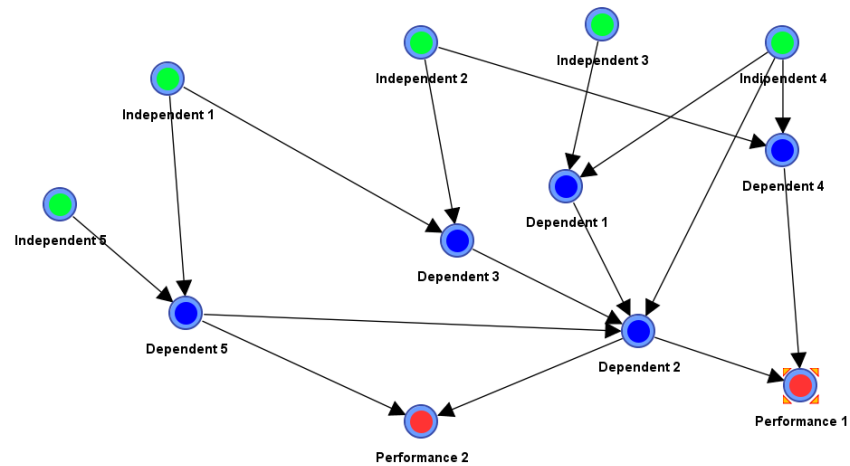 Independent 3
Independent 2
Indipendent 4
Independent 1
Dependent 4
Dependent 1
Independent 5
Dependent 3
Dependent 5
Dependent 2
Performance 1
Performance 2